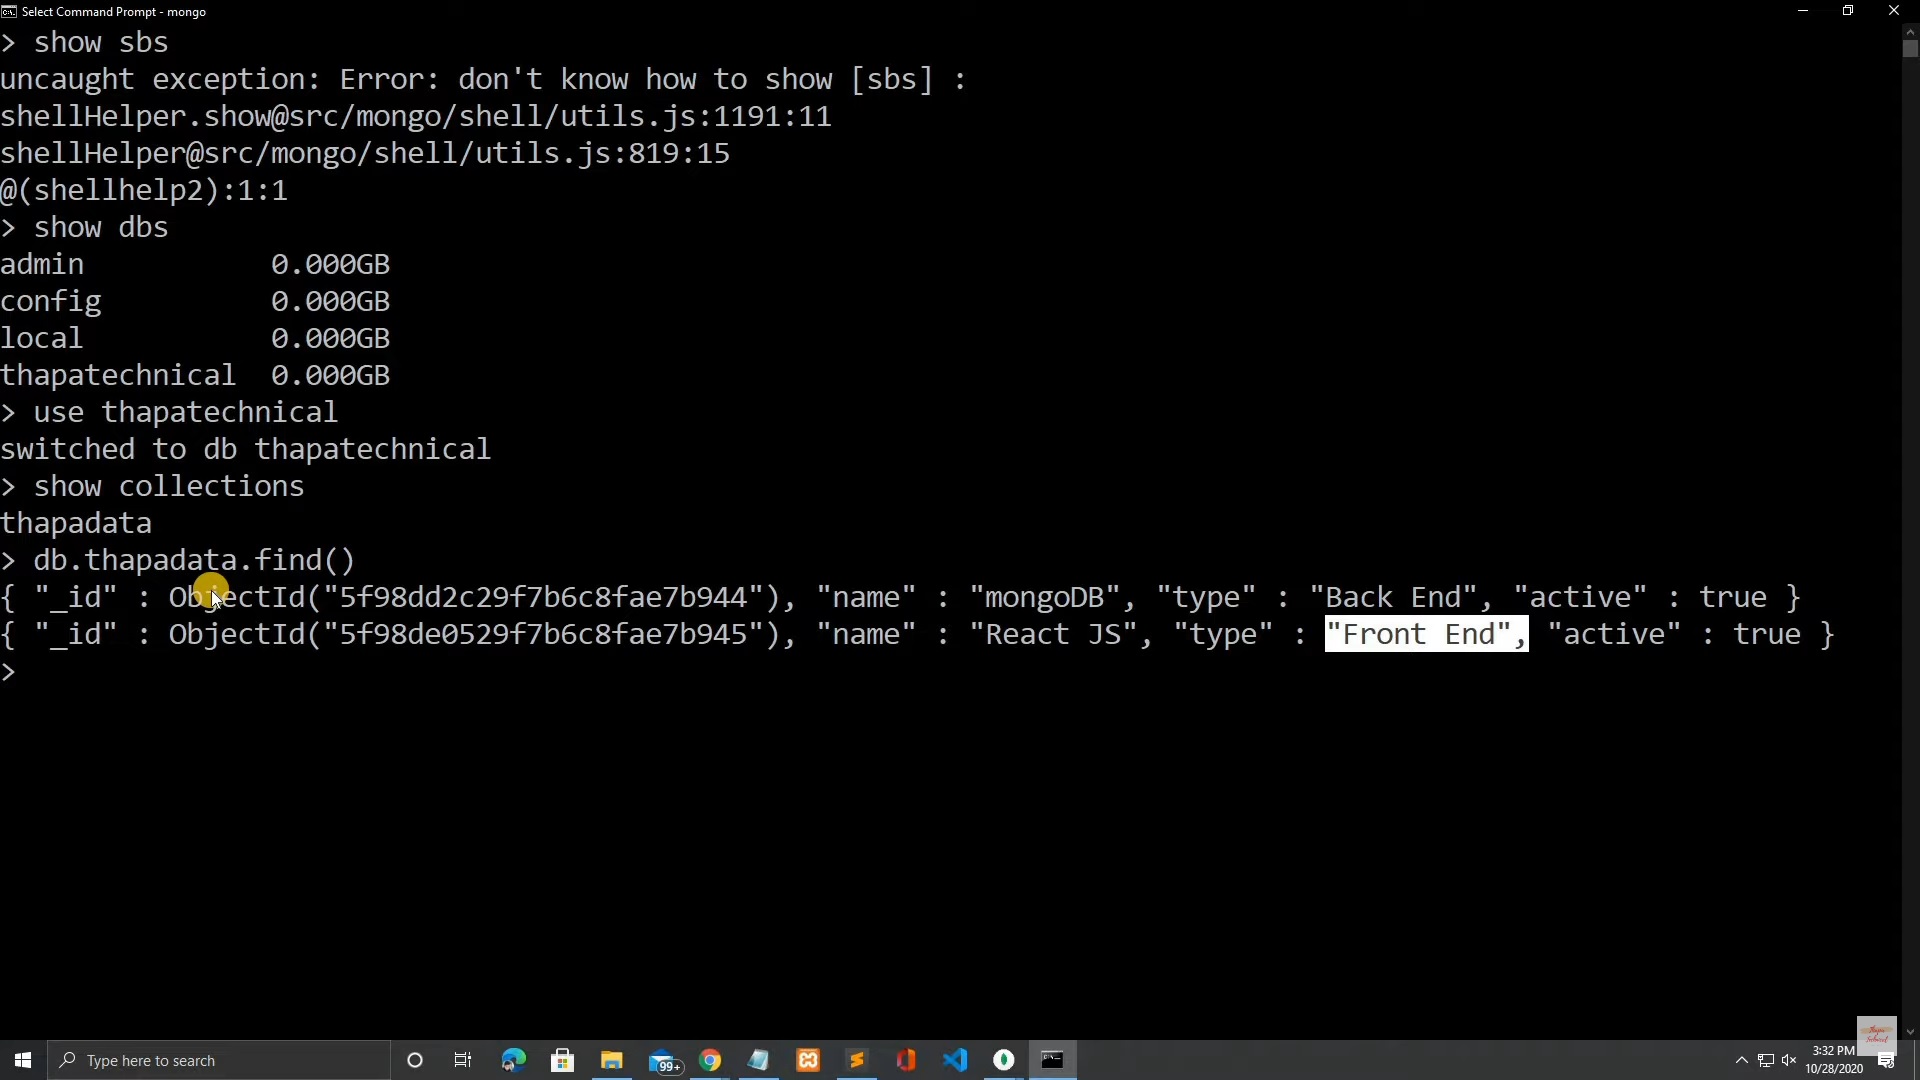 Select Command Prompt - mongo
> show sbs
uncaught exception: Error: don't know how to show [sbs] :
shellHelper.show@src/mongo/shell/utils.js:1191:11
shellHelper@src/mongo/shell/utils.js:819:15
@(shellhelp2):1:1
> show dbs
admin           0.000GB
config          0.000GB
local           0.000GB
thapatechnical  0.000GB
> use thapatechnical
switched to db thapatechnical
> show collections
thapadata
> db.thapadata.find()
{ "_id" : ObjectId("5f98dd2c29f7b6c8fae7b944"), "name" : "mongoDB", "type" : "Back End", "active" : true }
{ "_id" : ObjectId("5f98de0529f7b6c8fae7b945"), "name" : "React JS", "type" : "Front End", "active" : true }
>
Type here to search
99+
3:32 PM
10/28/2020